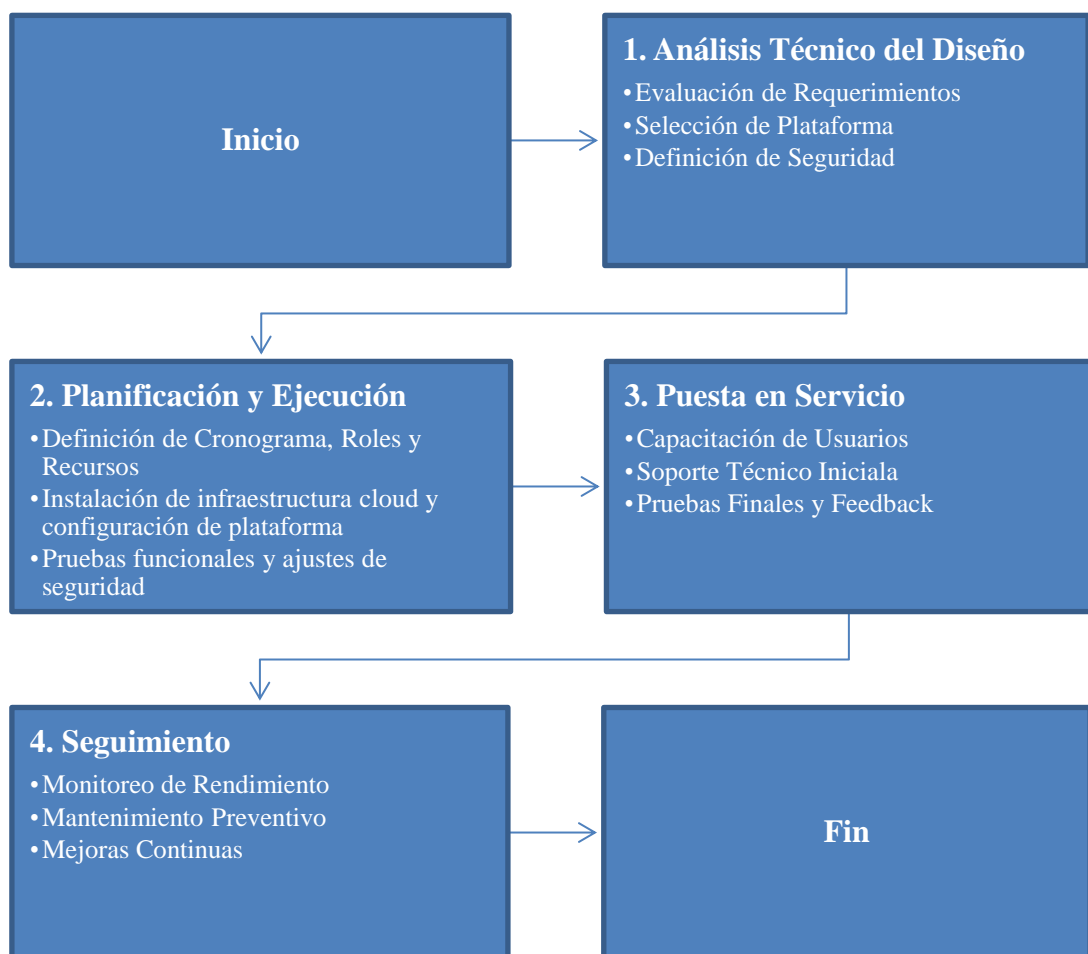 Inicio
1. Análisis Técnico del Diseño
•Evaluación de Requerimientos
•Selección de Plataforma
•Definición de Seguridad
2. Planificación y Ejecución
•Definición de Cronograma, Roles y
Recursos
•Instalación de infraestructura cloud y
configuración de plataforma
•Pruebas funcionales y ajustes de
seguridad
3. Puesta en Servicio
•Capacitación de Usuarios
•Soporte Técnico Iniciala
•Pruebas Finales y Feedback
4. Seguimiento
•Monitoreo de Rendimiento
•Mantenimiento Preventivo
•Mejoras Continuas
Fin